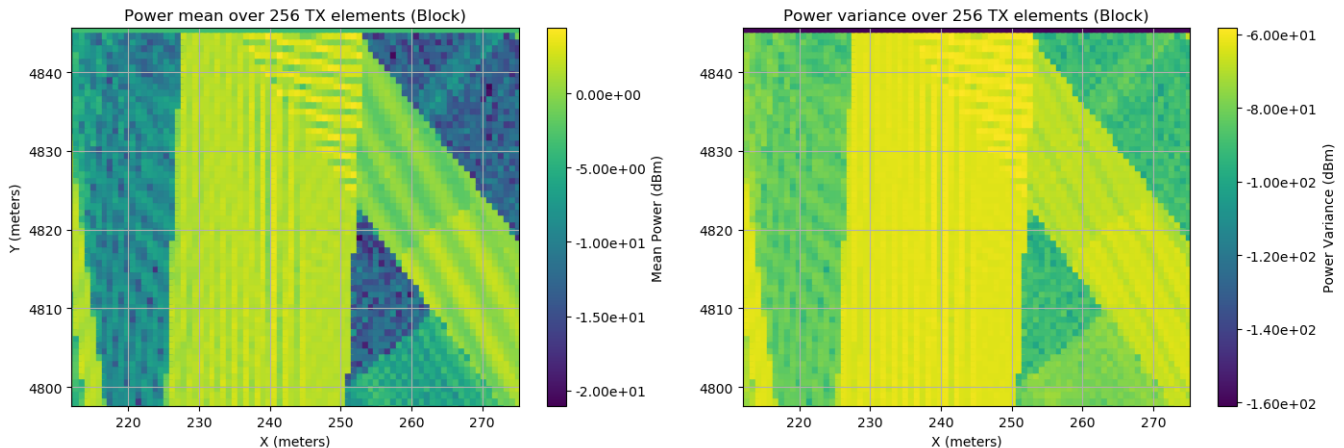 Power mean over 256 TX elements (Block)
Power variance over 256 TX elements (Block)
4840
4830
4820
4810
4800
Y (meters)
220
230
240
250
260
270
X (meters)
0.00e+00
-5.00e+00
-1.00e+01
-1.50e+01
-2.00e+01
Mean Power (dBm)
4840
4830
4820
4810
4800
220
230
240
250
260
270
X (meters)
-6.00e+01
-8.00e+01
-1.00e+02
-1.20e+02
-1.40e+02
-1.60e+02
Power Variance (dBm)